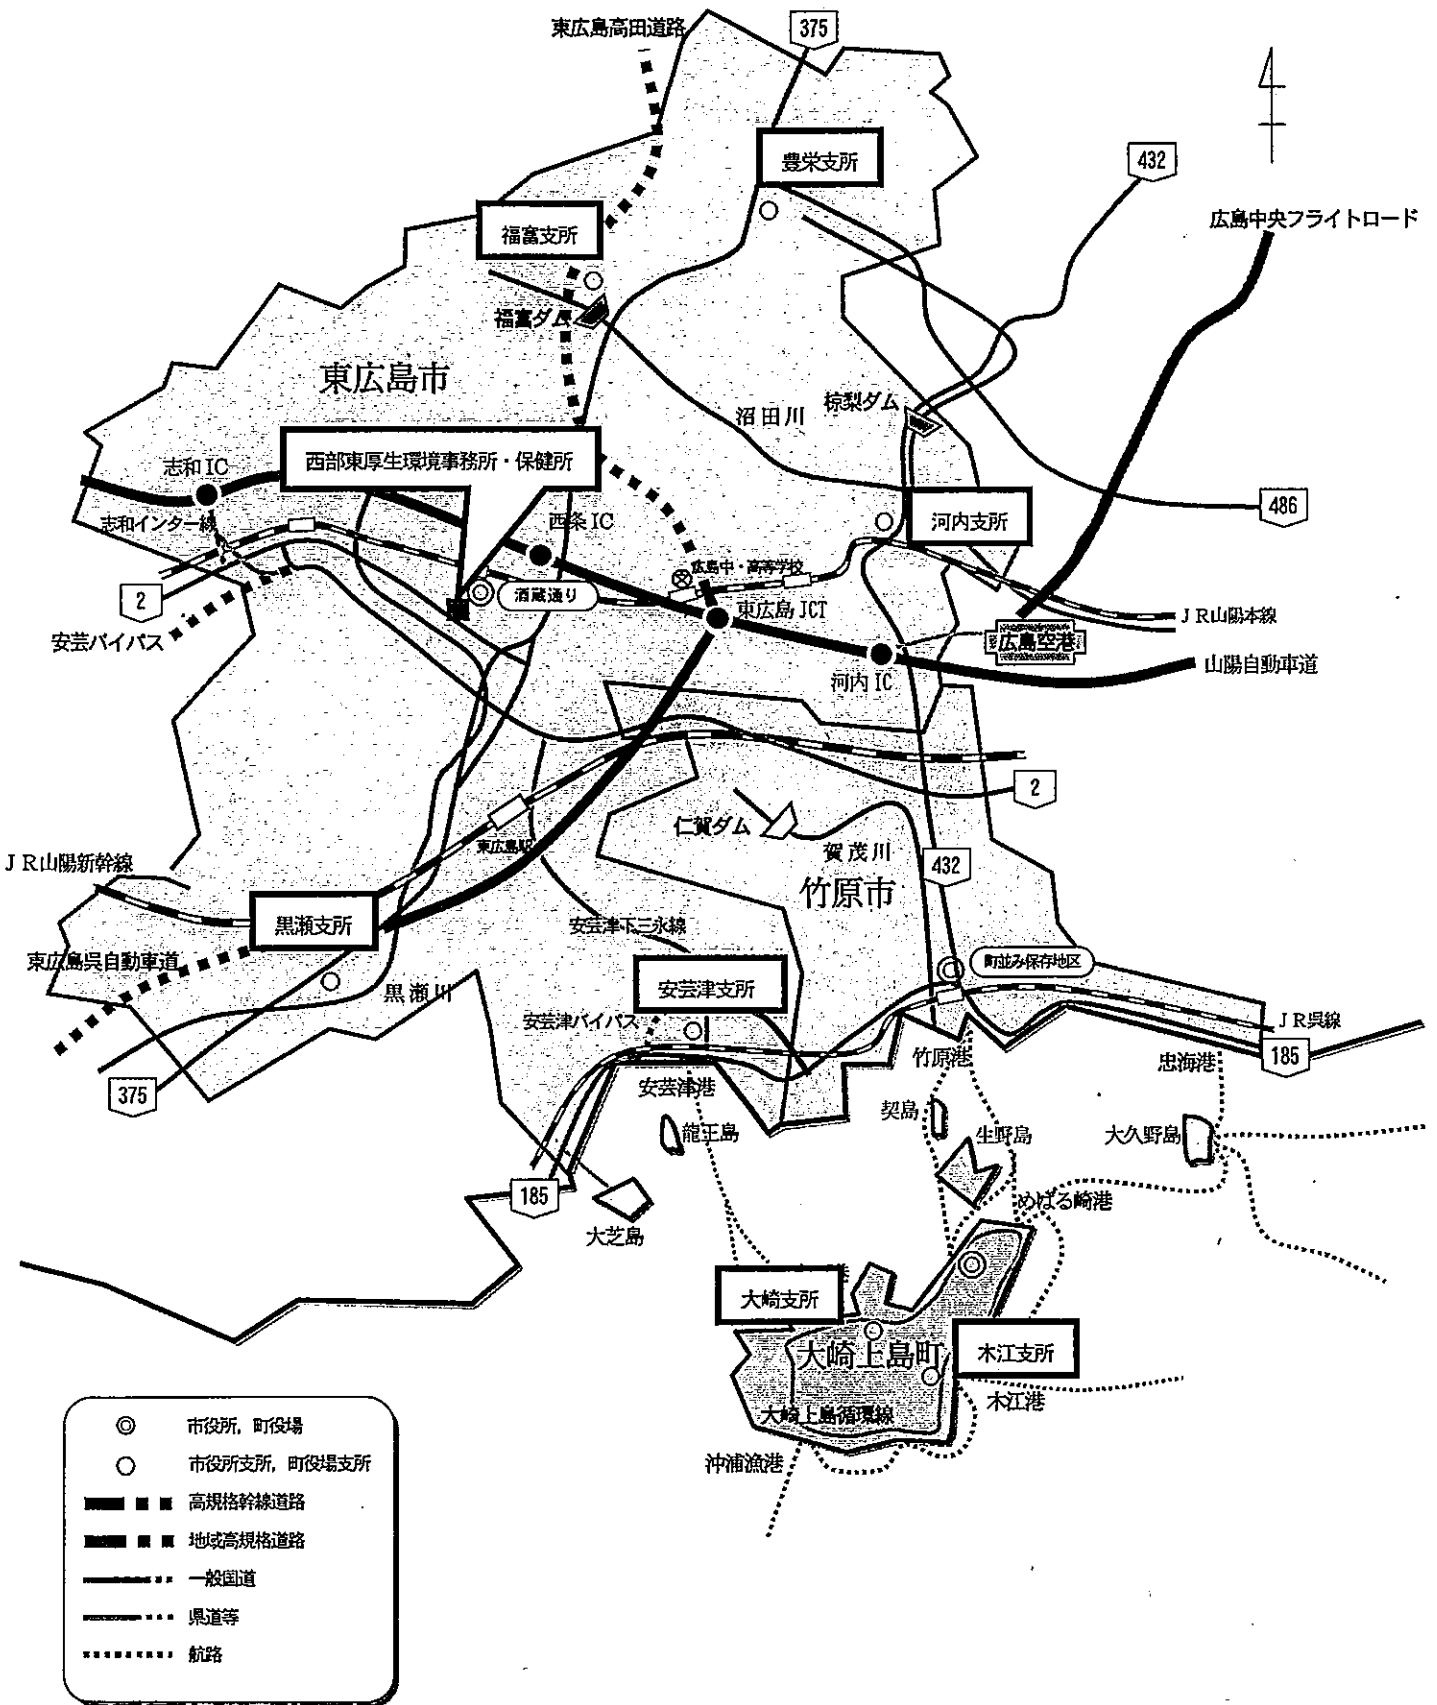 東広島高田道路
375
豊栄支所
432
広島中央フライトロード
福富支所
福富ダム
東広島市
沼田川
椋梨ダム
西部東厚生環境事務所・保健所
志和IC
志和インター線
西条IC
河内支所
486
広島中・高等学校
酒蔵通り
2
安芸バイパス
東広島JCT
JR山陽本線
広島空港
山陽自動車道
河内IC
2
仁賀ダム
賀茂川
竹原市
432
東広島駅
JR山陽新幹線
黒瀬支所
安芸津下三永線
東広島呉自動車道
黒瀬川
安芸津支所
町並み保存地区
安芸津バイパス
JR呉線
竹原港
忠海港
185
375
安芸津港
契島
龍王島
生野島
大久野島
185
めばる崎港
大芝島
港
大崎支所
大崎上島町
木江支所
木江港
大崎上島循環線
沖浦漁港
市役所，町役場
市役所支所，町役場支所
高規格幹線道路
地域高規格道路
一般国道
県道等
航路